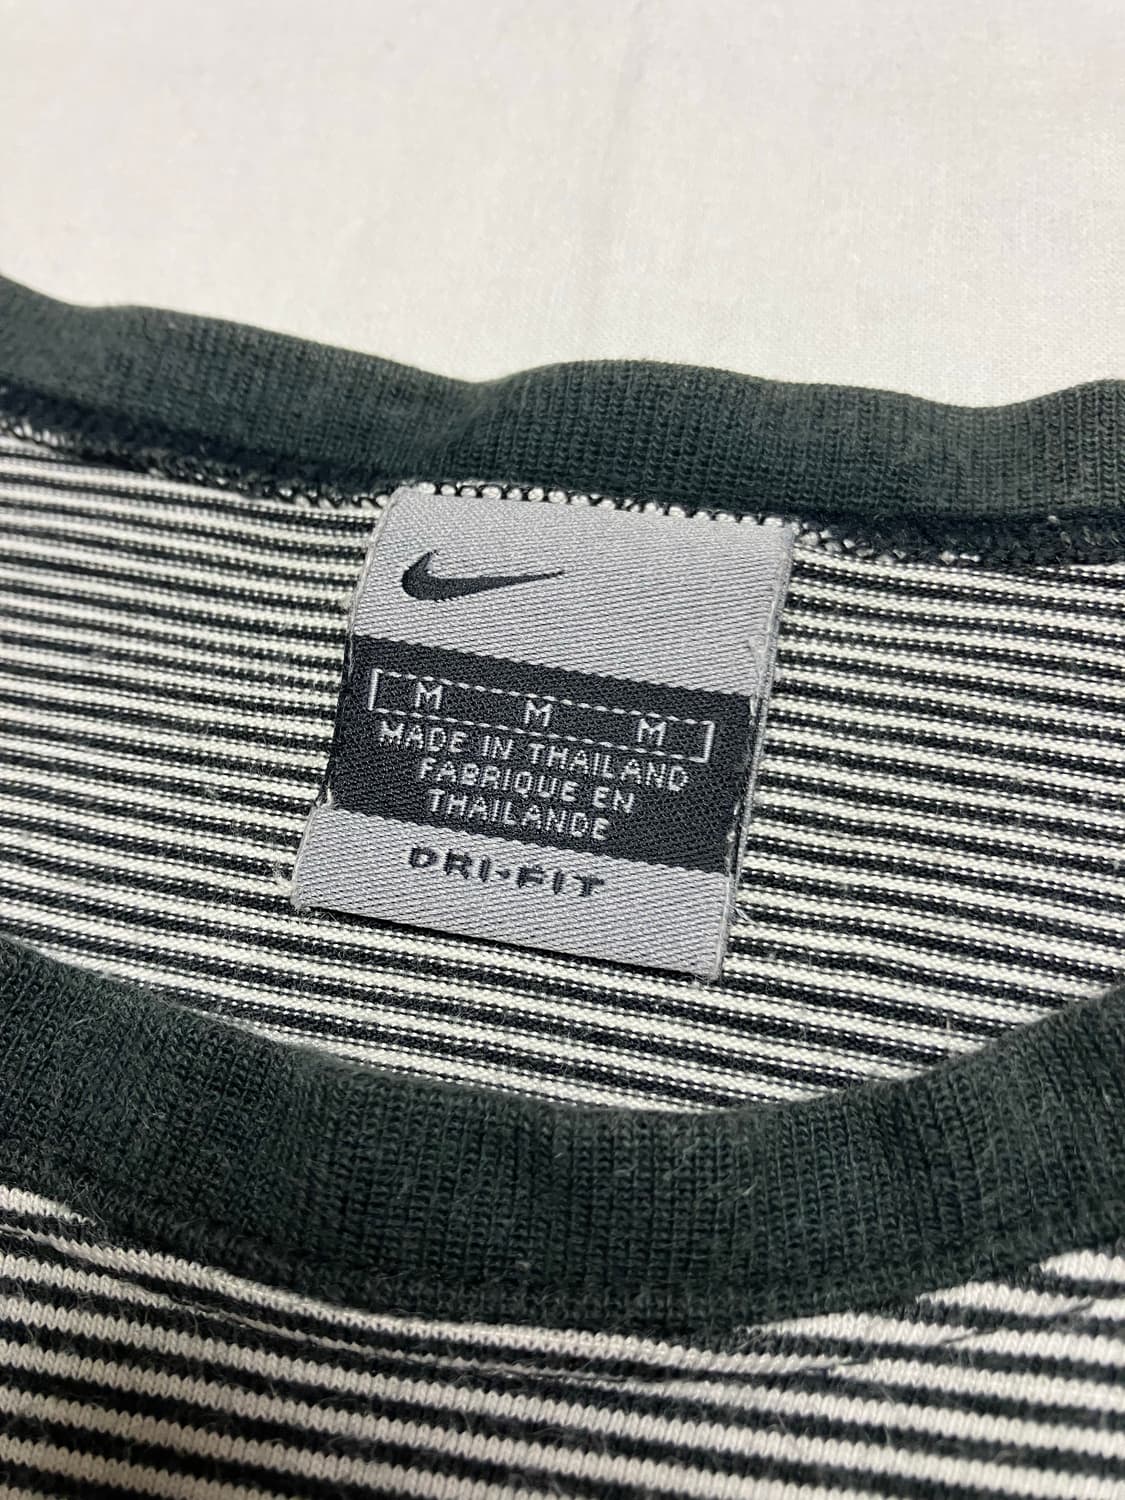 M M M
MADE IN THAILAND
FABRIQUE EN
THAILANDE
DRI-FIT